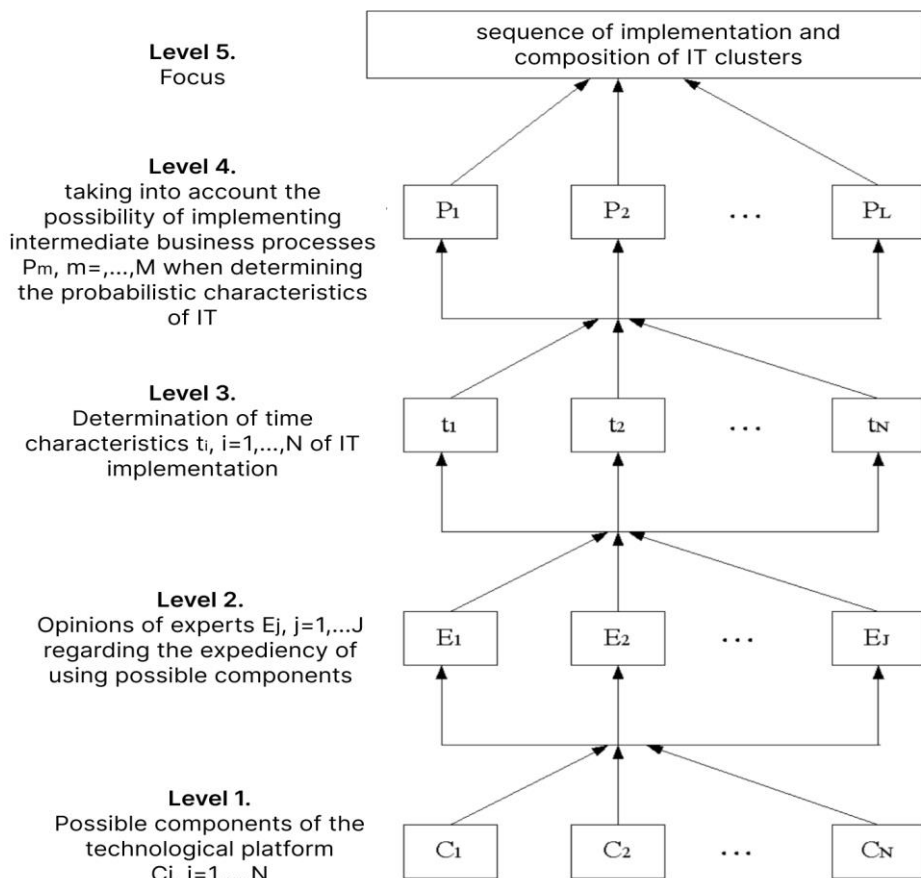 Level 5.
Focus
sequence of implementation and
composition of IT clusters
Level 4.
taking into account the
possibility of implementing
intermediate business processes
Pm, m=,...,M when determining
the probabilistic characteristics
of IT
P1
P2
...
PL
Level 3.
Determination of time
characteristics ti, i=1,...,N of IT
implementation
t1
t2
...
tN
Level 2.
Opinions of experts Ej, j=1,...J
regarding the expediency of
using possible components
E1
E2
...
EJ
Level 1.
Possible components of the
technological platform
Ci, i=1,...,N
C1
C2
...
CN